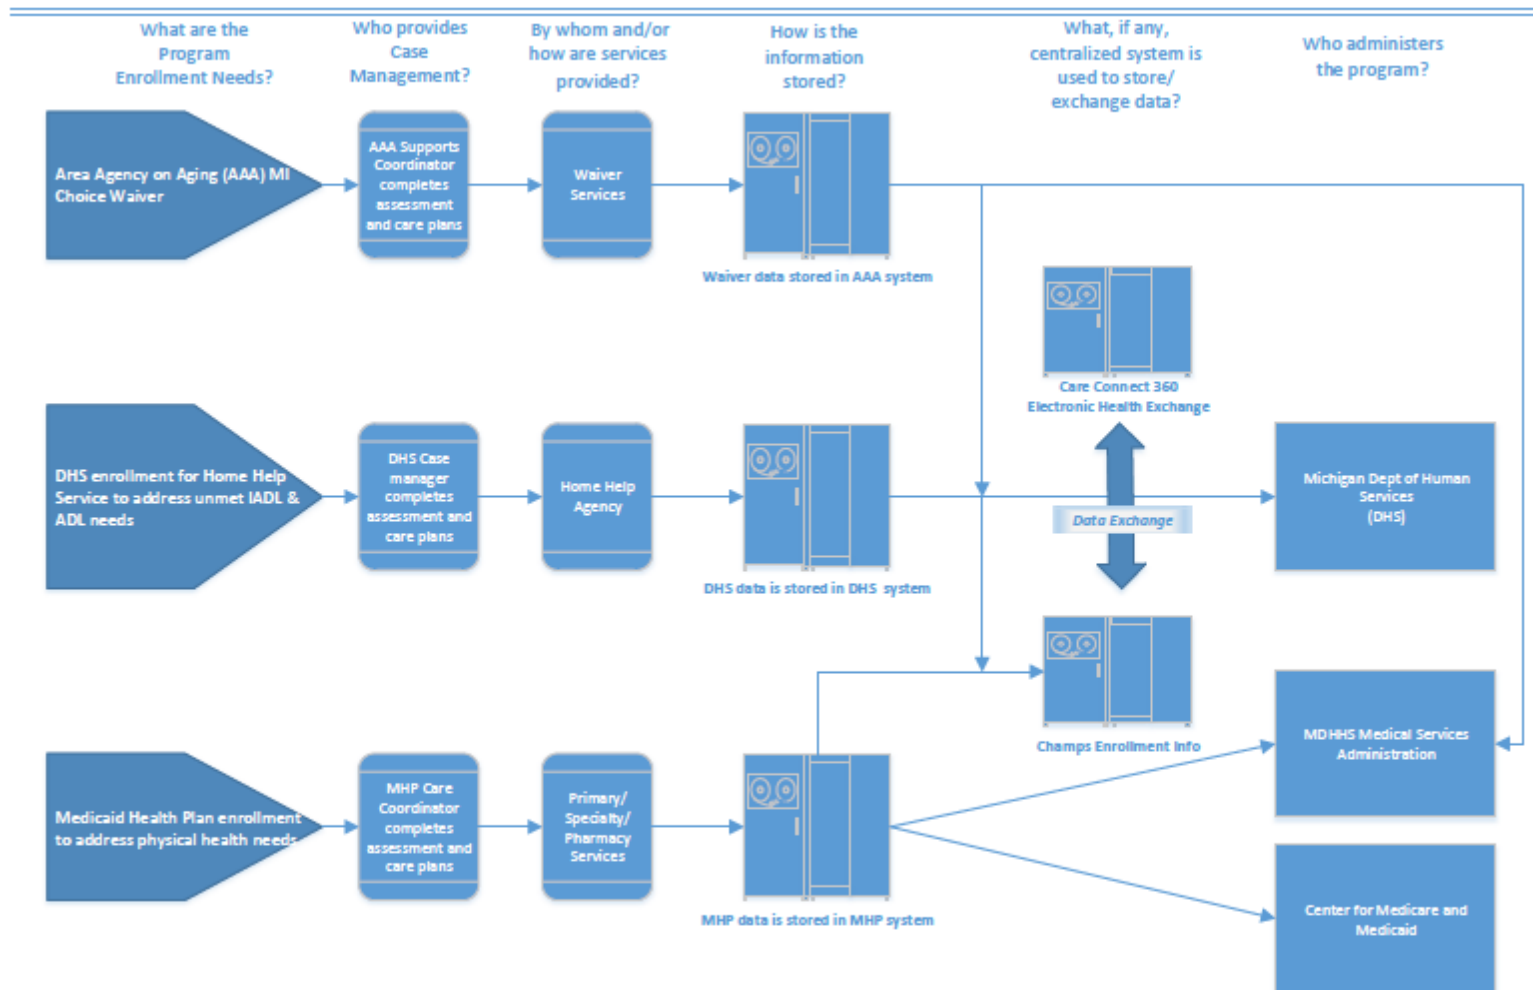 What are the
Program
Enrollment Needs?
Who provides
Case
Management?
By whom and/or
how are services
provided?
How is the
information
stored?
What, if any,
centralized system is
used to store/
exchange data?
Who administers
the program?
Area Agency on Aging (AAA) MI
Choice Waiver
AAA Supports
Coordinator
completes
assessment
and care plans
Waiver
Services
Waiver data stored in AAA system
Care Connect 360
Electronic Health Exchange
DHS enrollment for Home Help
Service to address unmet IADL &
ADL needs
DHS Case
manager
completes
assessment and
care plans
Home Help
Agency
DHS data is stored in DHS system
Data Exchange
Michigan Dept of Human
Services
(DHS)
Champs Enrollment Info
MDHHS Medical Services
Administration
Medicaid Health Plan enrollment
to address physical health needs
MHP Care
Coordinator
completes
assessment and
care plans
Primary/
Specialty/
Pharmacy
Services
MHP data is stored in MHP system
Center for Medicare and
Medicaid